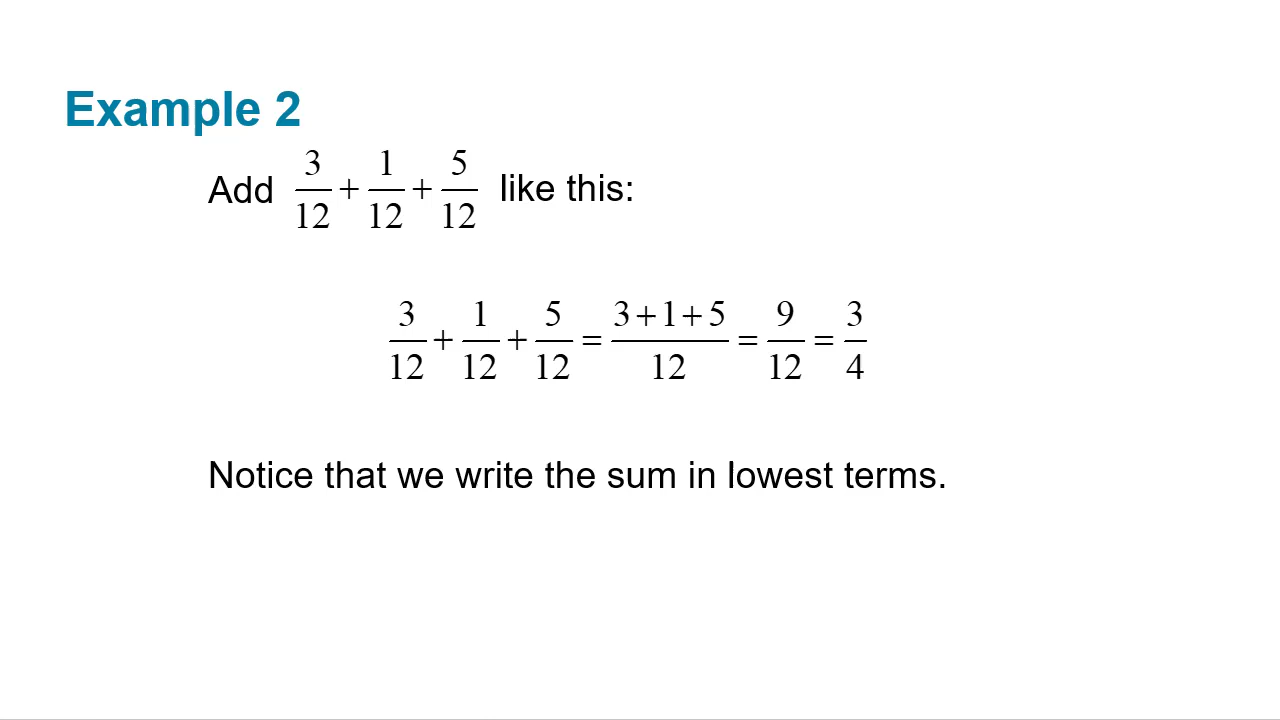 Example 2
Add 3/12 + 1/12 + 5/12 like this:
3/12 + 1/12 + 5/12 = (3+1+5)/12 = 9/12 = 3/4
Notice that we write the sum in lowest terms.